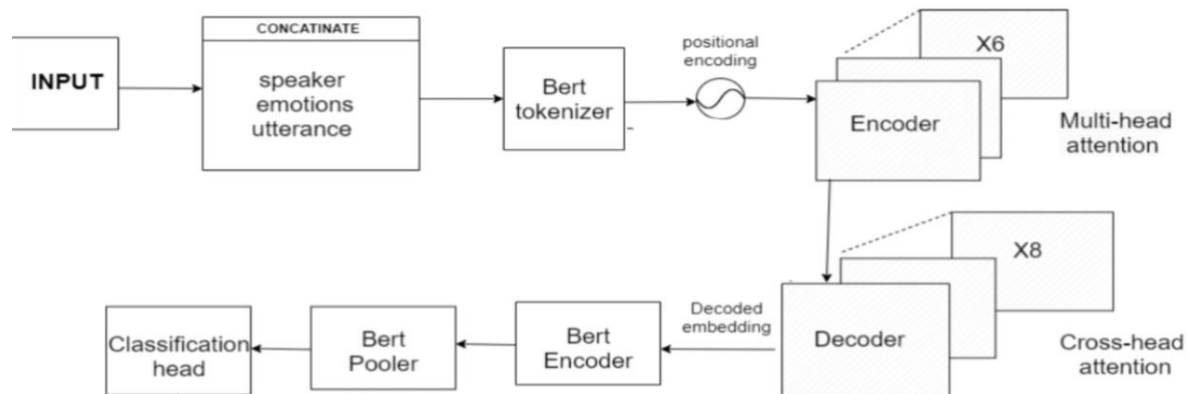 INPUT
CONCATINATE
speaker
emotions
utterance
Bert
tokenizer
positional
encoding
X6
Encoder
Multi-head
attention
X8
Decoder
Cross-head
attention
Decoded
embedding
Bert
Encoder
Bert
Pooler
Classification
head